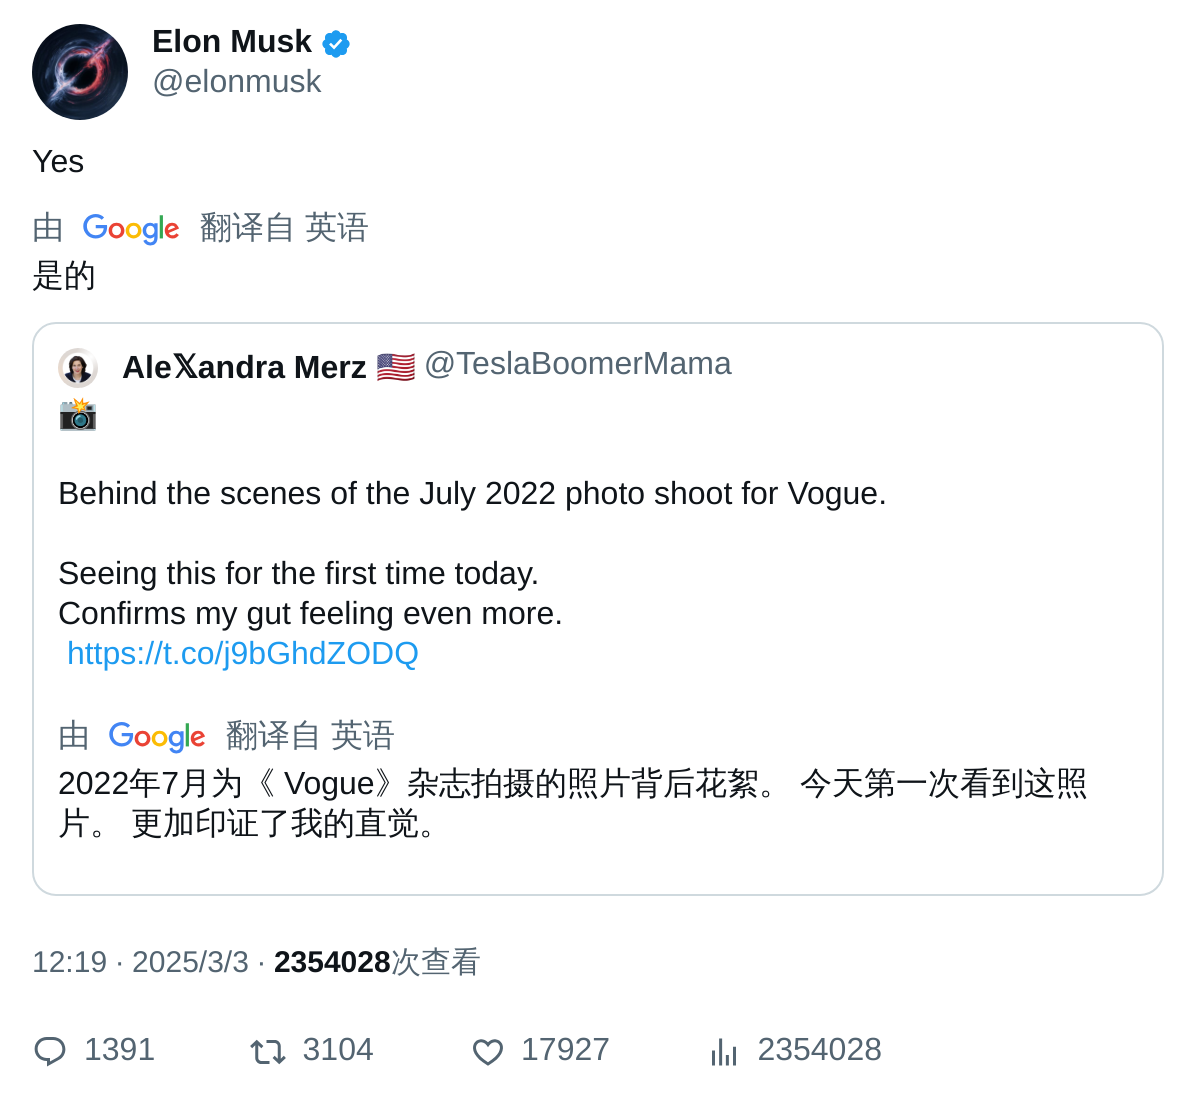 Elon Musk
@elonmusk
Yes
由 Google 翻译自 英语
是的
Ale𝕏andra Merz 🇺🇸 @TeslaBoomerMama
📸
Behind the scenes of the July 2022 photo shoot for Vogue.
Seeing this for the first time today.
Confirms my gut feeling even more.
https://t.co/j9bGhdZODQ
由 Google 翻译自 英语
2022年7月为《 Vogue》杂志拍摄的照片背后花絮。 今天第一次看到这照
片。 更加印证了我的直觉。
12:19 · 2025/3/3 · 2354028次查看
1391 3104 17927 2354028